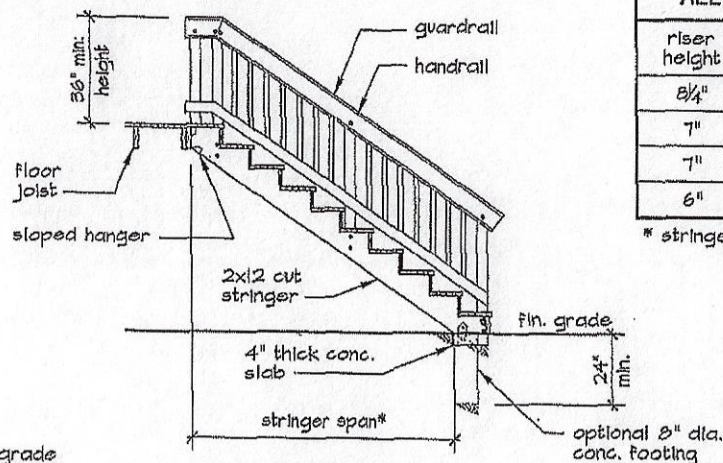 guardrail
handrail
36" min.
height
floor
joist
sloped hanger
2x12 cut
stringer
4" thick conc.
slab
fin. grade
24"
min.
stringer span*
optional 8" dia.
conc. footing
grade
riser
height
8¼"
7"
7"
6"
* stringe